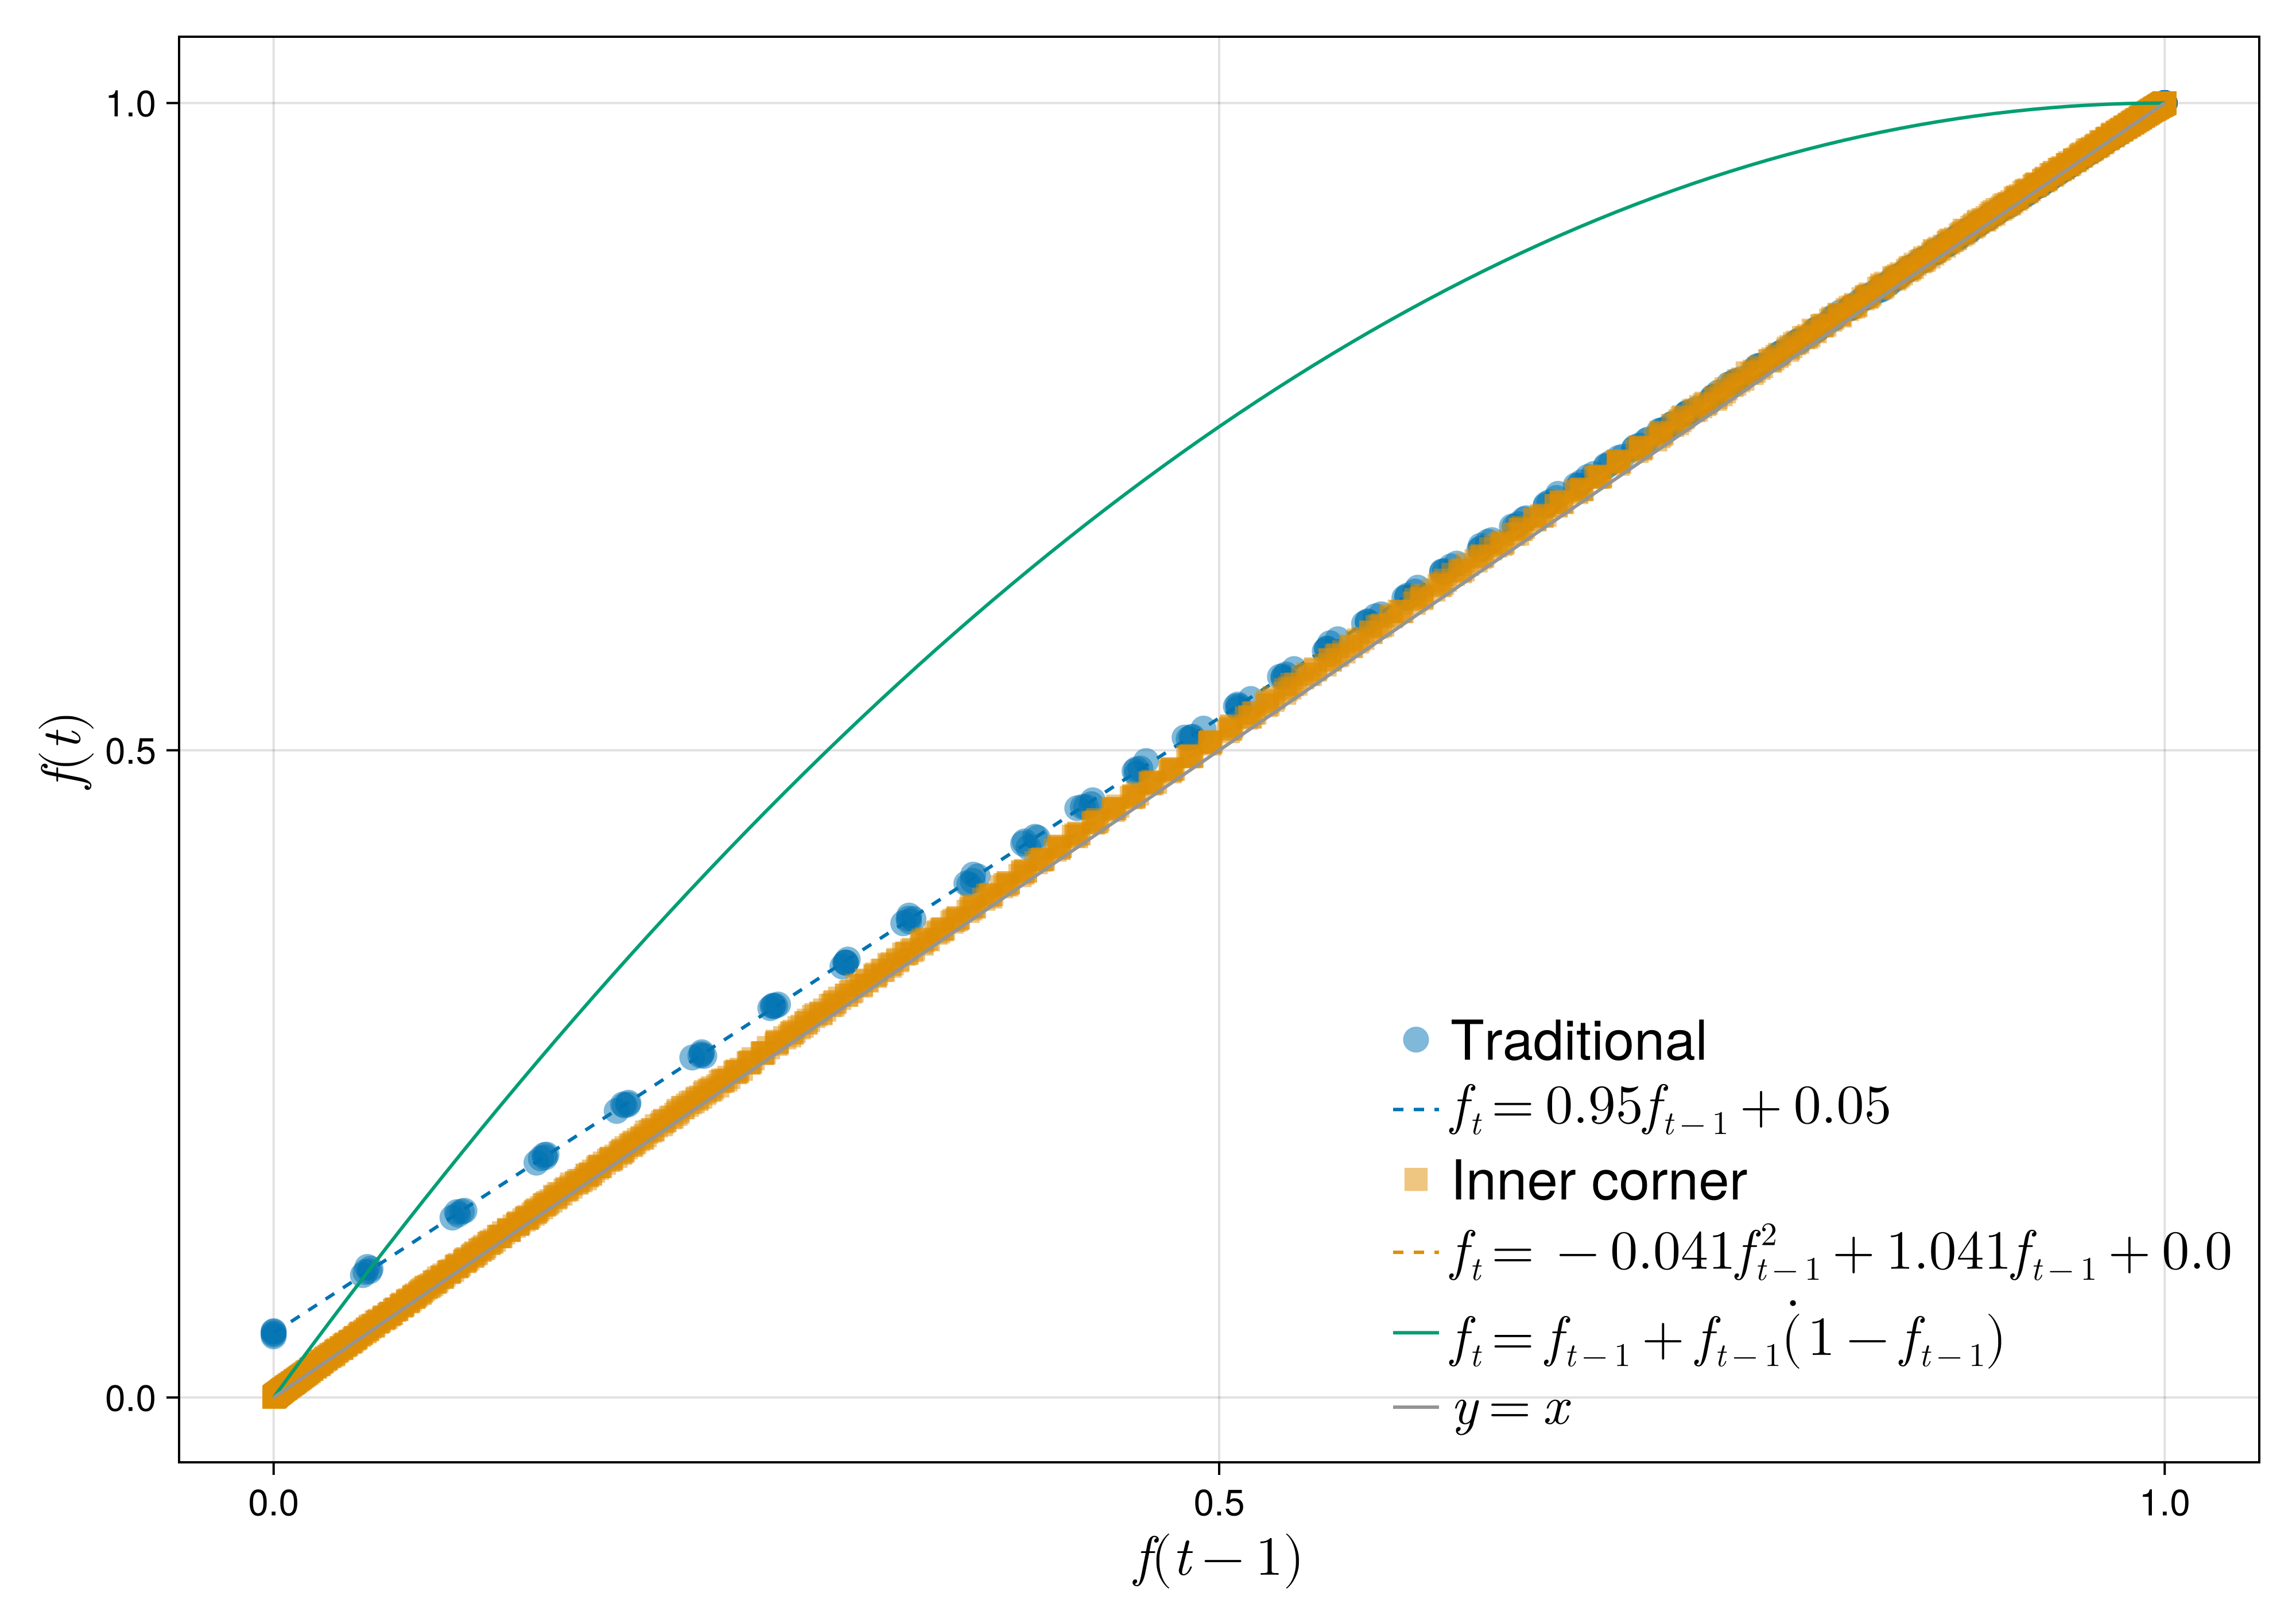 1.0
0.5
0.0
f(t)
Traditional
f_t = 0.95f_{t-1} + 0.05
Inner corner
f_t = -0.041f^2_{t-1} + 1.041f_{t-1} + 0.0
f_t = f_{t-1} + f_{t-1}(̇1 - f_{t-1})
y = x
0.0 0.5 1.0
f(t - 1)